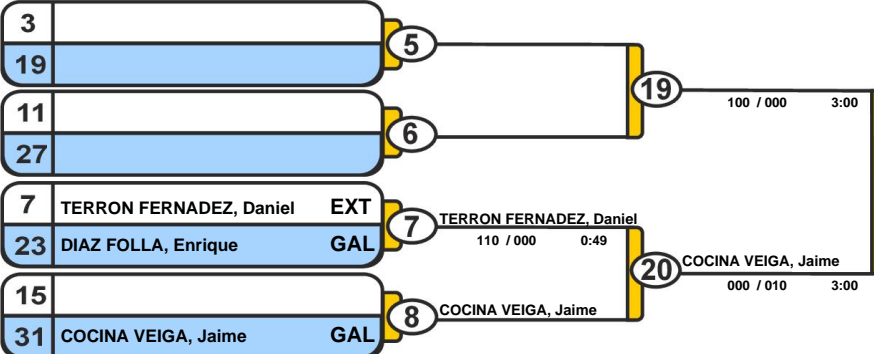 3
19
5
11
27
6
19
100 / 000 3:00
7 TERRON FERNADEZ, Daniel EXT
23 DIAZ FOLLA, Enrique GAL
7
TERRON FERNADEZ, Daniel
110 / 000 0:49
15
31 COCINA VEIGA, Jaime GAL
8
COCINA VEIGA, Jaime
20
COCINA VEIGA, Jaime
000 / 010 3:00